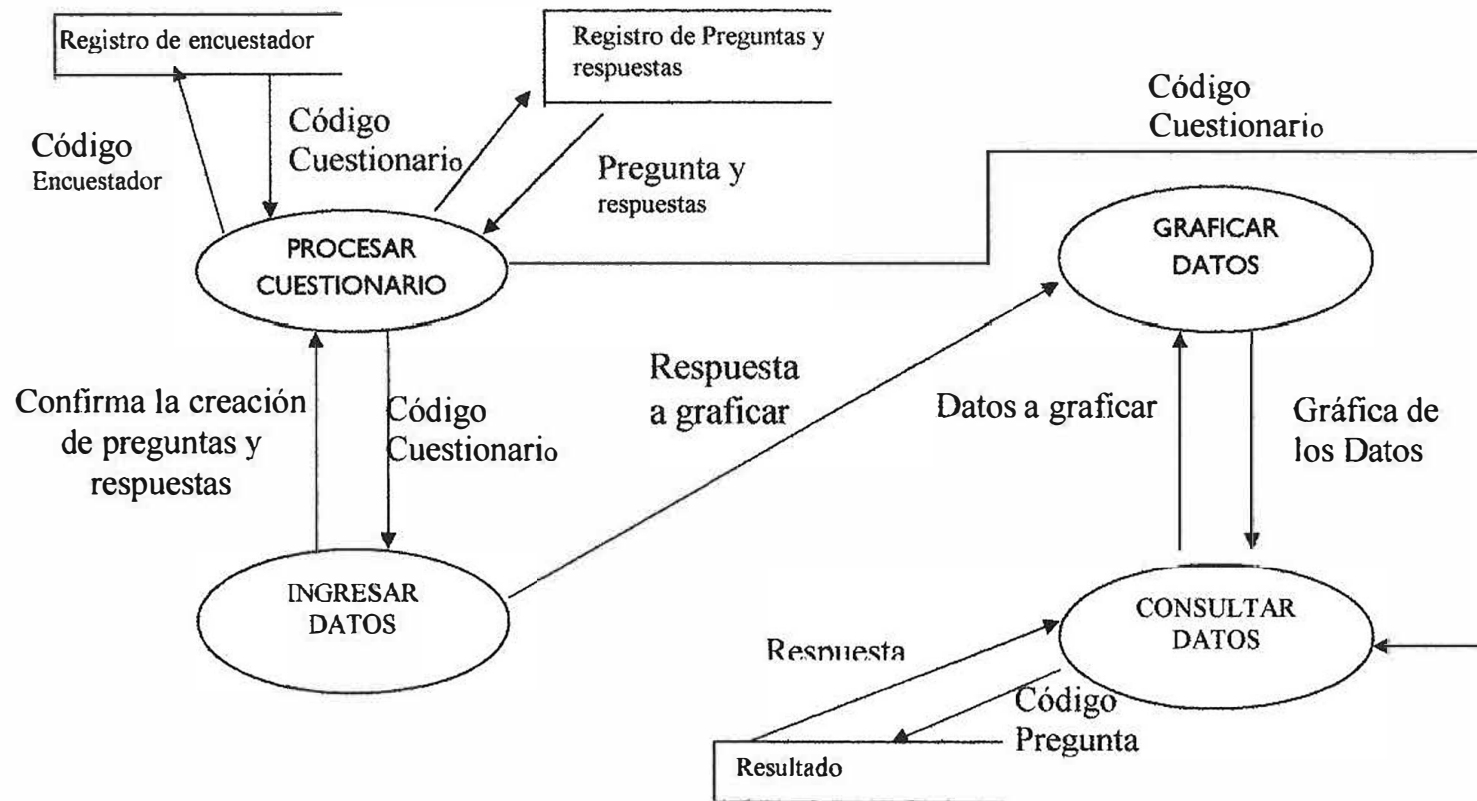 Registro de encuestador
Registro de Preguntas y
respuestas
Código
Cuestionario
Código
Encuestador
Código
Cuestionario
Pregunta y
respuestas
PROCESAR
CUESTIONARIO
GRAFICAR
DATOS
Confirma la creación
de preguntas y
respuestas
Código
Cuestionario
Respuesta
a graficar
Datos a graficar
Gráfica de
los Datos
INGRESAR
DATOS
CONSULTAR
DATOS
Respuesta
Código
Pregunta
Resultado